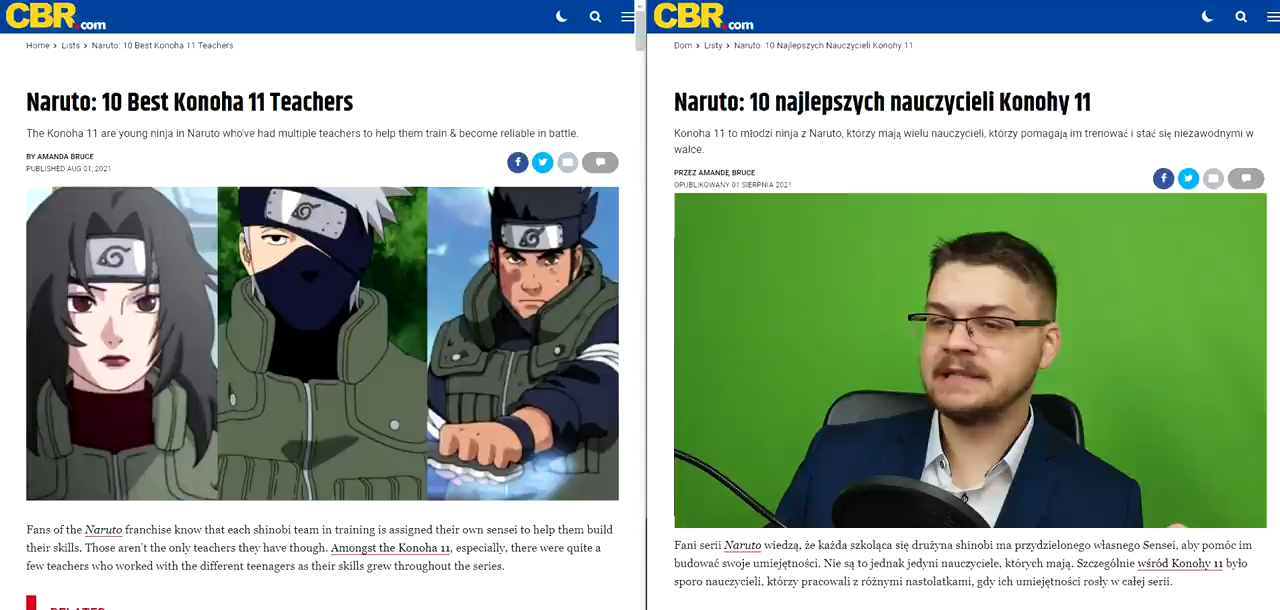 CBR.com
Home > Lists > Naruto: 10 Best Konoha 11 Teachers
Naruto: 10 Best Konoha 11 Teachers
The Konoha 11 are young ninja in Naruto who've had multiple teachers to help them train & become reliable in battle.
BY AMANDA BRUCE
PUBLISHED AUG 01, 2021
Fans of the Naruto franchise know that each shinobi team in training is assigned their own sensei to help them build
their skills. Those aren't the only teachers they have though. Amongst the Konoha 11, especially, there were quite a
few teachers who worked with the different teenagers as their skills grew throughout the series.
RELATED
CBR.com
Dom > Listy > Naruto: 10 Najlepszych Nauczycieli Konohy 11
Naruto: 10 najlepszych nauczycieli Konohy 11
Konoha 11 to młodzi ninja z Naruto, którzy mają wielu nauczycieli, którzy pomagają im trenować i stać się niezawodnymi w
walce.
PRZEZ AMANDĘ BRUCE
OPUBLIKOWANY 01 SIERPNIA 2021
Fani serii Naruto wiedzą, że każda szkoląca się drużyna shinobi ma przydzielonego własnego Sensei, aby pomóc im
budować swoje umiejętności. Nie są to jednak jedyni nauczyciele, których mają. Szczególnie wśród Konohy 11 było
sporo nauczycieli, którzy pracowali z różnymi nastolatkami, gdy ich umiejętności rosły w całej serii.